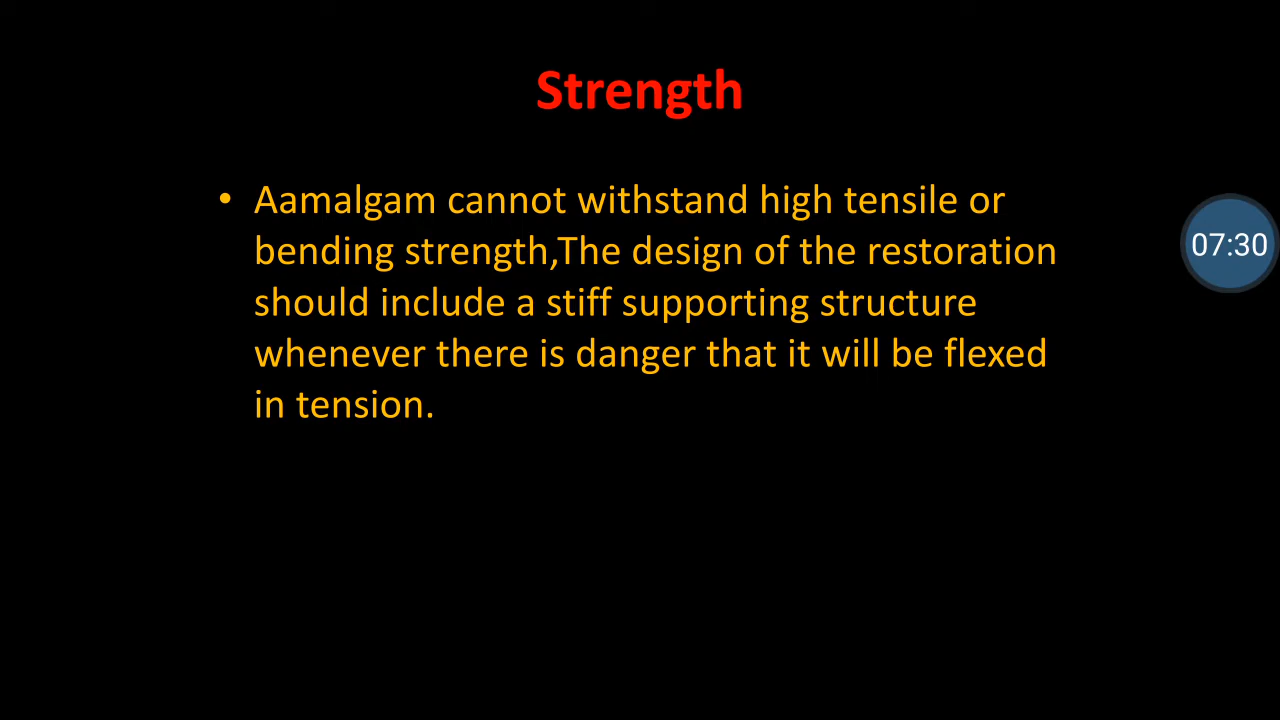 Strength
• Aamalgam cannot withstand high tensile or
bending strength,The design of the restoration
should include a stiff supporting structure
whenever there is danger that it will be flexed
in tension.
07:30